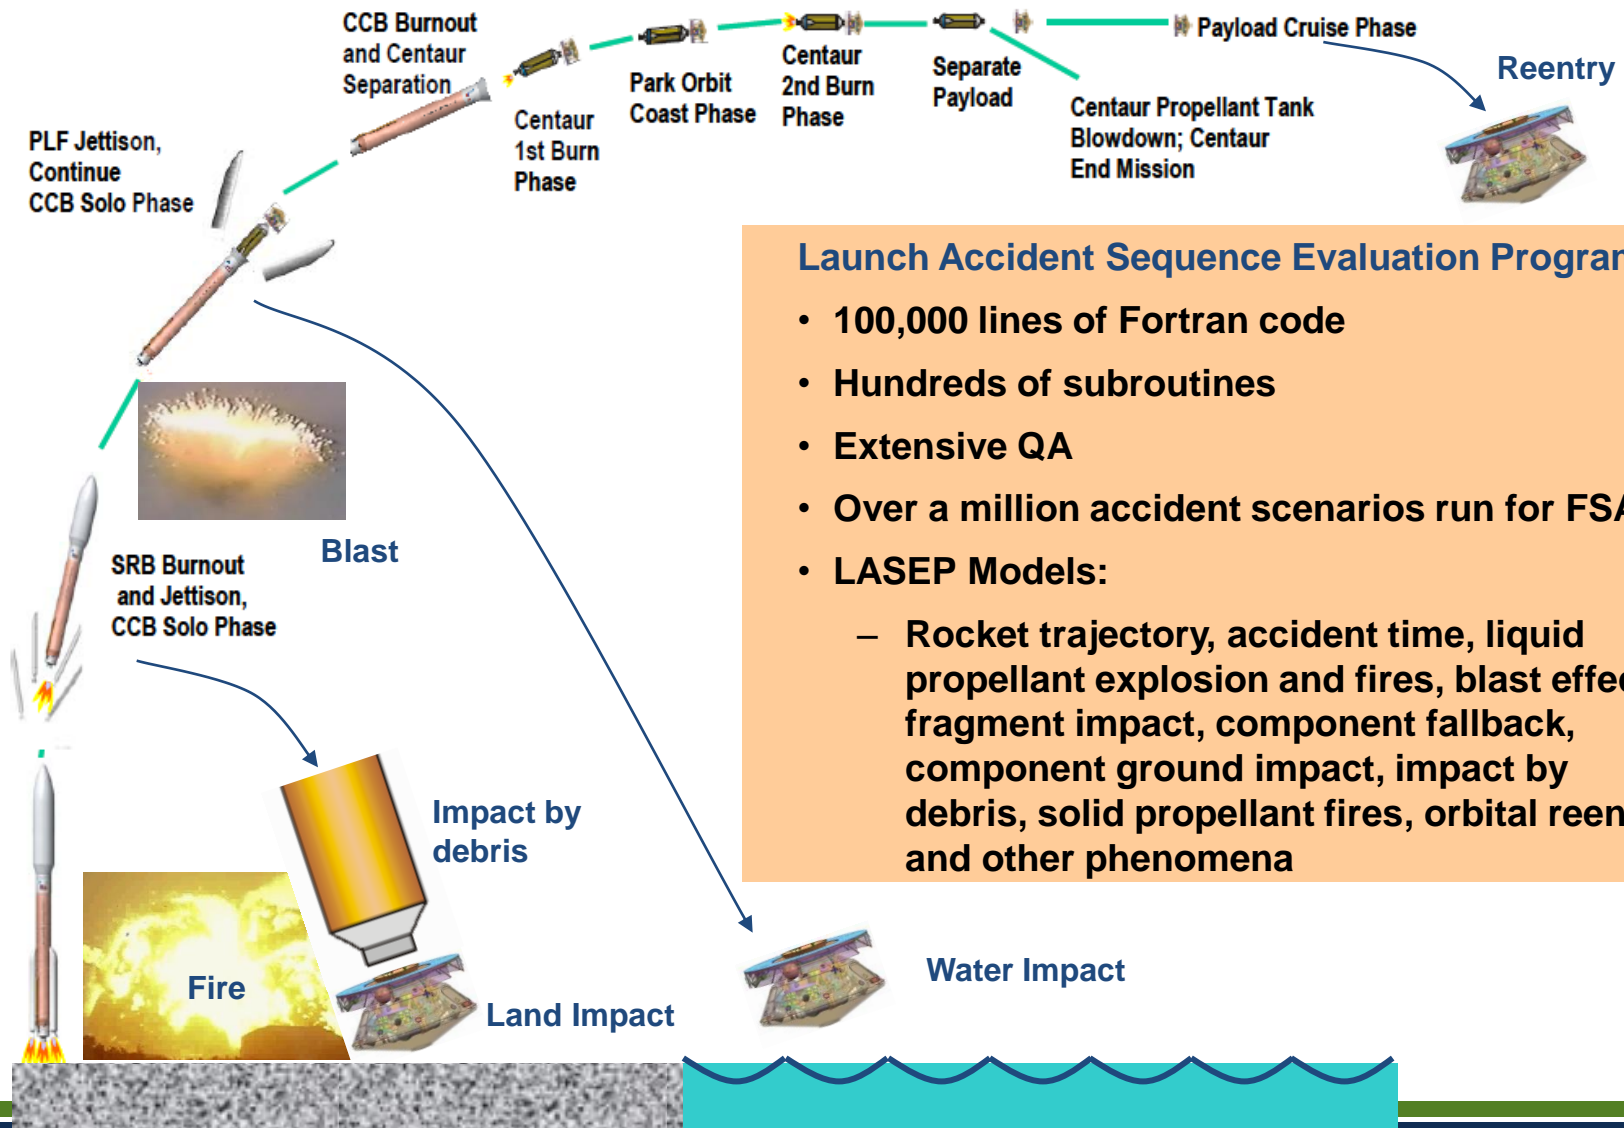 CCB Burnout
and Centaur
Separation
Centaur
1st Burn
Phase
Park Orbit
Coast Phase
Centaur
2nd Burn
Phase
Separate
Payload
Payload Cruise Phase
Centaur Propellant Tank
Blowdown; Centaur
End Mission
Reentry
PLF Jettison,
Continue
CCB Solo Phase
Blast
SRB Burnout
and Jettison,
CCB Solo Phase
Launch Accident Sequence Evaluation Program
• 100,000 lines of Fortran code
• Hundreds of subroutines
• Extensive QA
• Over a million accident scenarios run for FSA
• LASEP Models:
– Rocket trajectory, accident time, liquid
propellant explosion and fires, blast effec
fragment impact, component fallback,
component ground impact, impact by
debris, solid propellant fires, orbital reen
and other phenomena
Impact by
debris
Fire
Land Impact
Water Impact